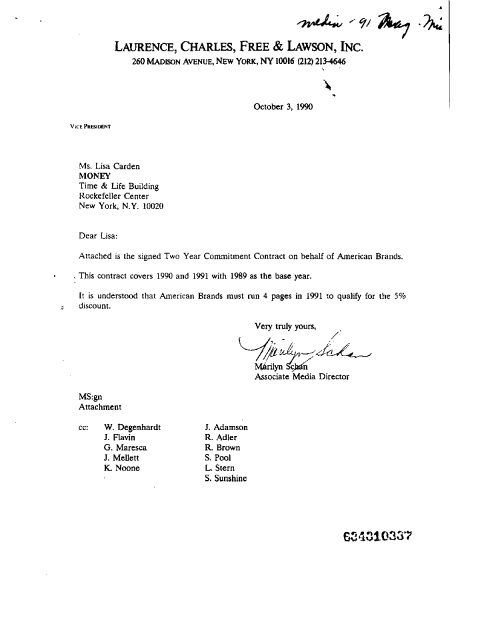 media - 91 Mag.
LAURENCE, CHARLES, FREE & LAWSON, INC.
260 MADISON AVENUE, NEW YORK, NY 10016 (212) 213-4646
October 3, 1990
VICE PRESIDENT
Ms. Lisa Carden
MONEY
Time & Life Building
Rockefeller Center
New York, N.Y. 10020
Dear Lisa:
Attached is the signed Two Year Commitment Contract on behalf of American Brands.
This contract covers 1990 and 1991 with 1989 as the base year.
It is understood that American Brands must run 4 pages in 1991 to qualify for the 5%
discount.
Very truly yours,
Marilyn Schan
Marilyn Schan
Associate Media Director
MS:gn
Attachment
cc: W. Degenhardt J. Adamson
J. Flavin R. Adler
G. Maresca R. Brown
J. Mellett S. Pool
K. Noone L. Stern
S. Sunshine
634310337